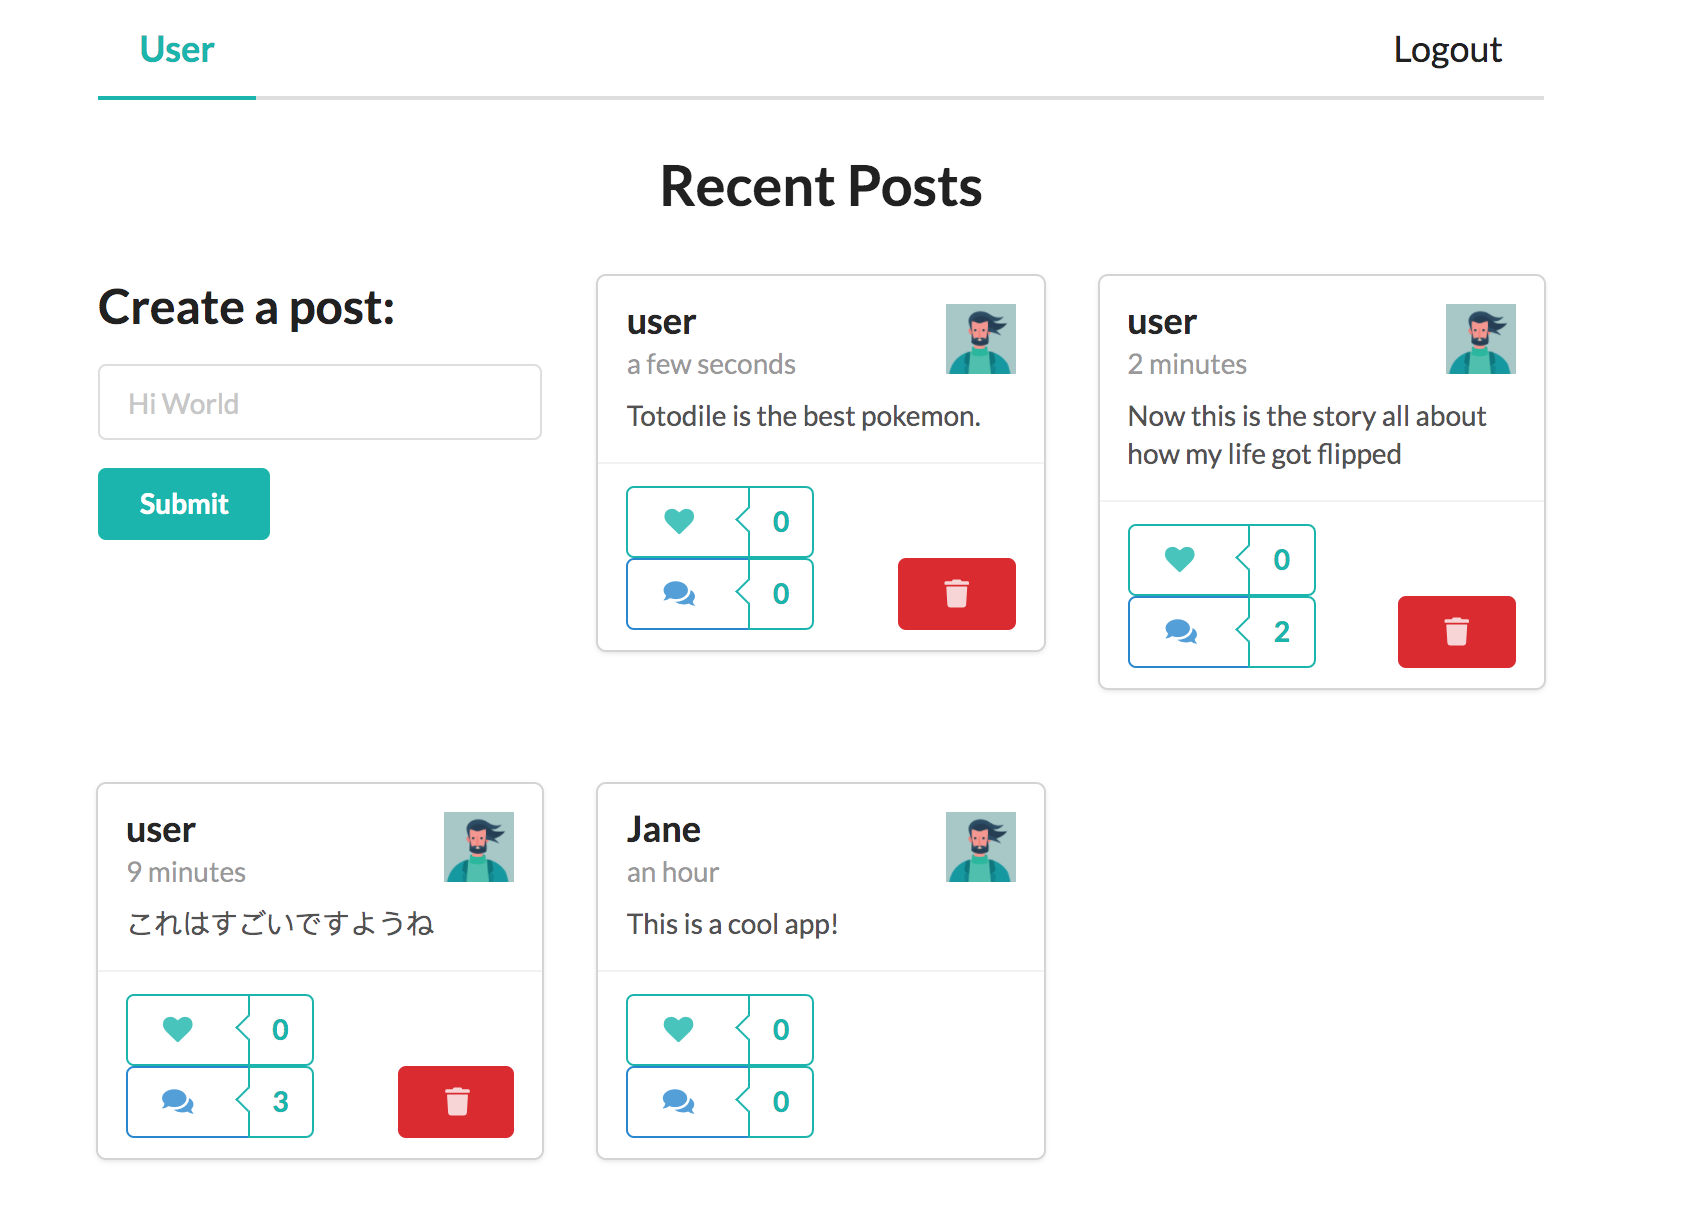 User
Logout
Recent Posts
Create a post:
Hi World
Submit
user
a few seconds
Totodile is the best pokemon.
0
0
user
2 minutes
Now this is the story all about
how my life got flipped
0
2
user
9 minutes
これはすごいですようね
0
3
Jane
an hour
This is a cool app!
0
0